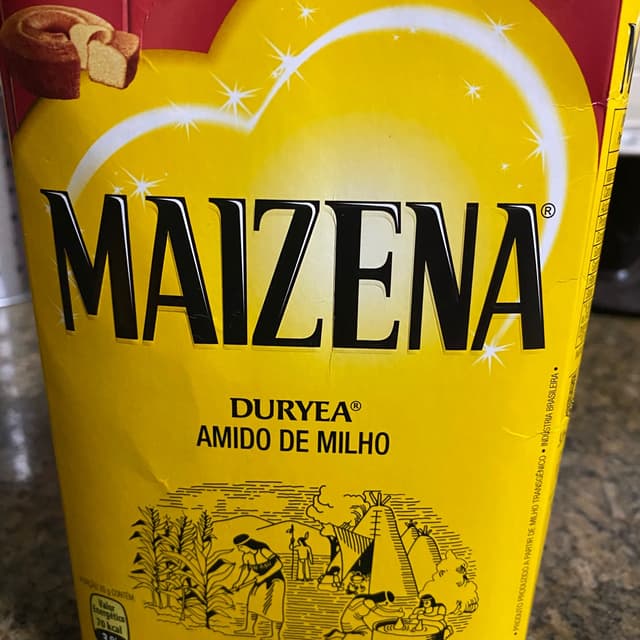 MAIZENA®
DURYEA®
AMIDO DE MILHO
PRODUTO PRODUZIDO A PARTIR DE MILHO TRANSGÊNICO • INDÚSTRIA BRASILEIRA •
Valor
Energético
70 kcal